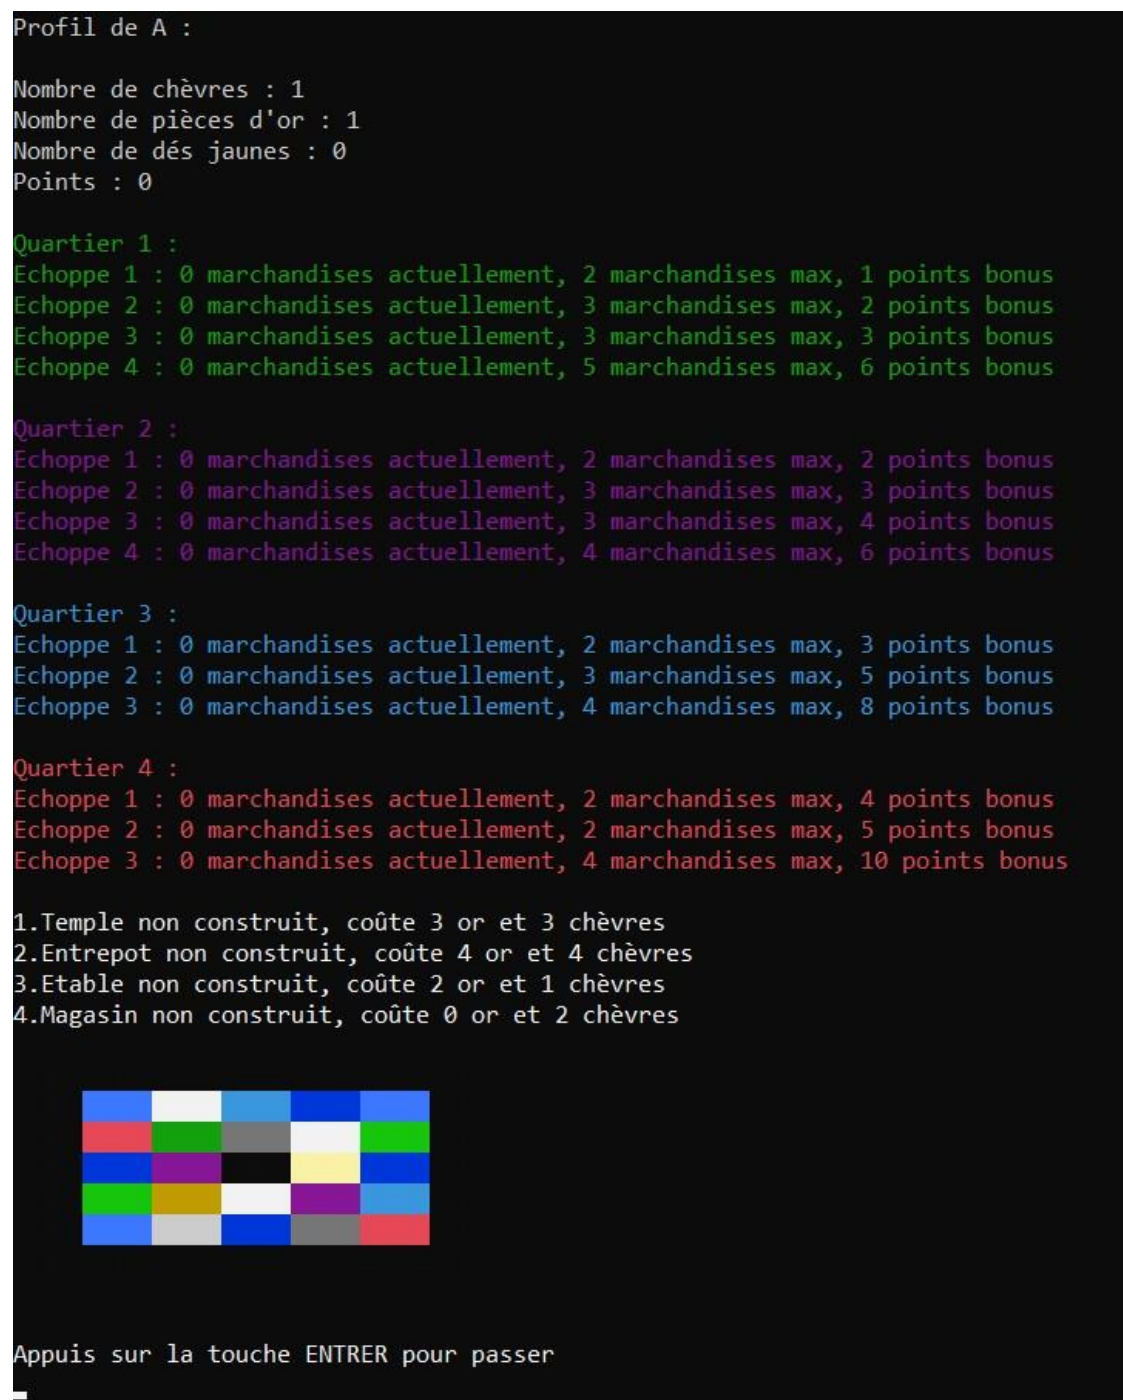 Profil de A :
Nombre de chèvres : 1
Nombre de pièces d'or : 1
Nombre de dés jaunes : 0
Points : 0
Quartier 1 :
Echoppe 1 : 0 marchandises actuellement, 2 marchandises max, 1 points bonus
Echoppe 2 : 0 marchandises actuellement, 3 marchandises max, 2 points bonus
Echoppe 3 : 0 marchandises actuellement, 3 marchandises max, 3 points bonus
Echoppe 4 : 0 marchandises actuellement, 5 marchandises max, 6 points bonus
Quartier 2 :
Echoppe 1 : 0 marchandises actuellement, 2 marchandises max, 2 points bonus
Echoppe 2 : 0 marchandises actuellement, 3 marchandises max, 3 points bonus
Echoppe 3 : 0 marchandises actuellement, 3 marchandises max, 4 points bonus
Echoppe 4 : 0 marchandises actuellement, 4 marchandises max, 6 points bonus
Quartier 3 :
Echoppe 1 : 0 marchandises actuellement, 2 marchandises max, 3 points bonus
Echoppe 2 : 0 marchandises actuellement, 3 marchandises max, 5 points bonus
Echoppe 3 : 0 marchandises actuellement, 4 marchandises max, 8 points bonus
Quartier 4 :
Echoppe 1 : 0 marchandises actuellement, 2 marchandises max, 4 points bonus
Echoppe 2 : 0 marchandises actuellement, 2 marchandises max, 5 points bonus
Echoppe 3 : 0 marchandises actuellement, 4 marchandises max, 10 points bonus
1.Temple non construit, coûte 3 or et 3 chèvres
2.Entrepot non construit, coûte 4 or et 4 chèvres
3.Etable non construit, coûte 2 or et 1 chèvres
4.Magasin non construit, coûte 0 or et 2 chèvres
Appuis sur la touche ENTRER pour passer